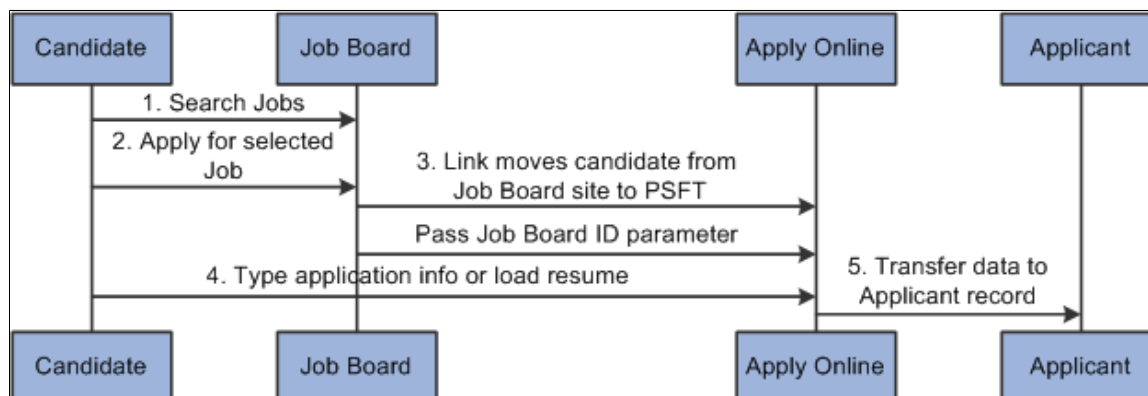 Candidate
Job Board
Apply Online
Applicant
1. Search Jobs
2. Apply for selected
Job
3. Link moves candidate from
Job Board site to PSFT
Pass Job Board ID parameter
4. Type application info or load resume
5. Transfer data to
Applicant record
Candidate
Job Board
Apply Online
Applicant